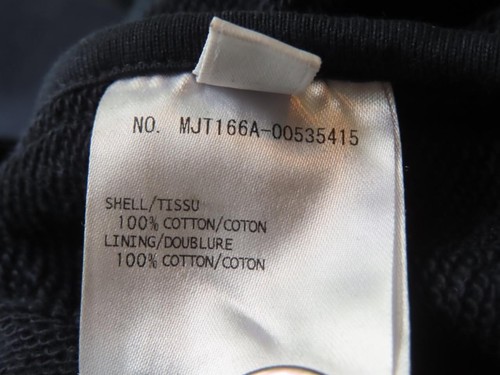 NO. MJT166A-00535415
SHELL/TISSU
100% COTTON/COTON
LINING/DOUBLURE
100% COTTON/COTON